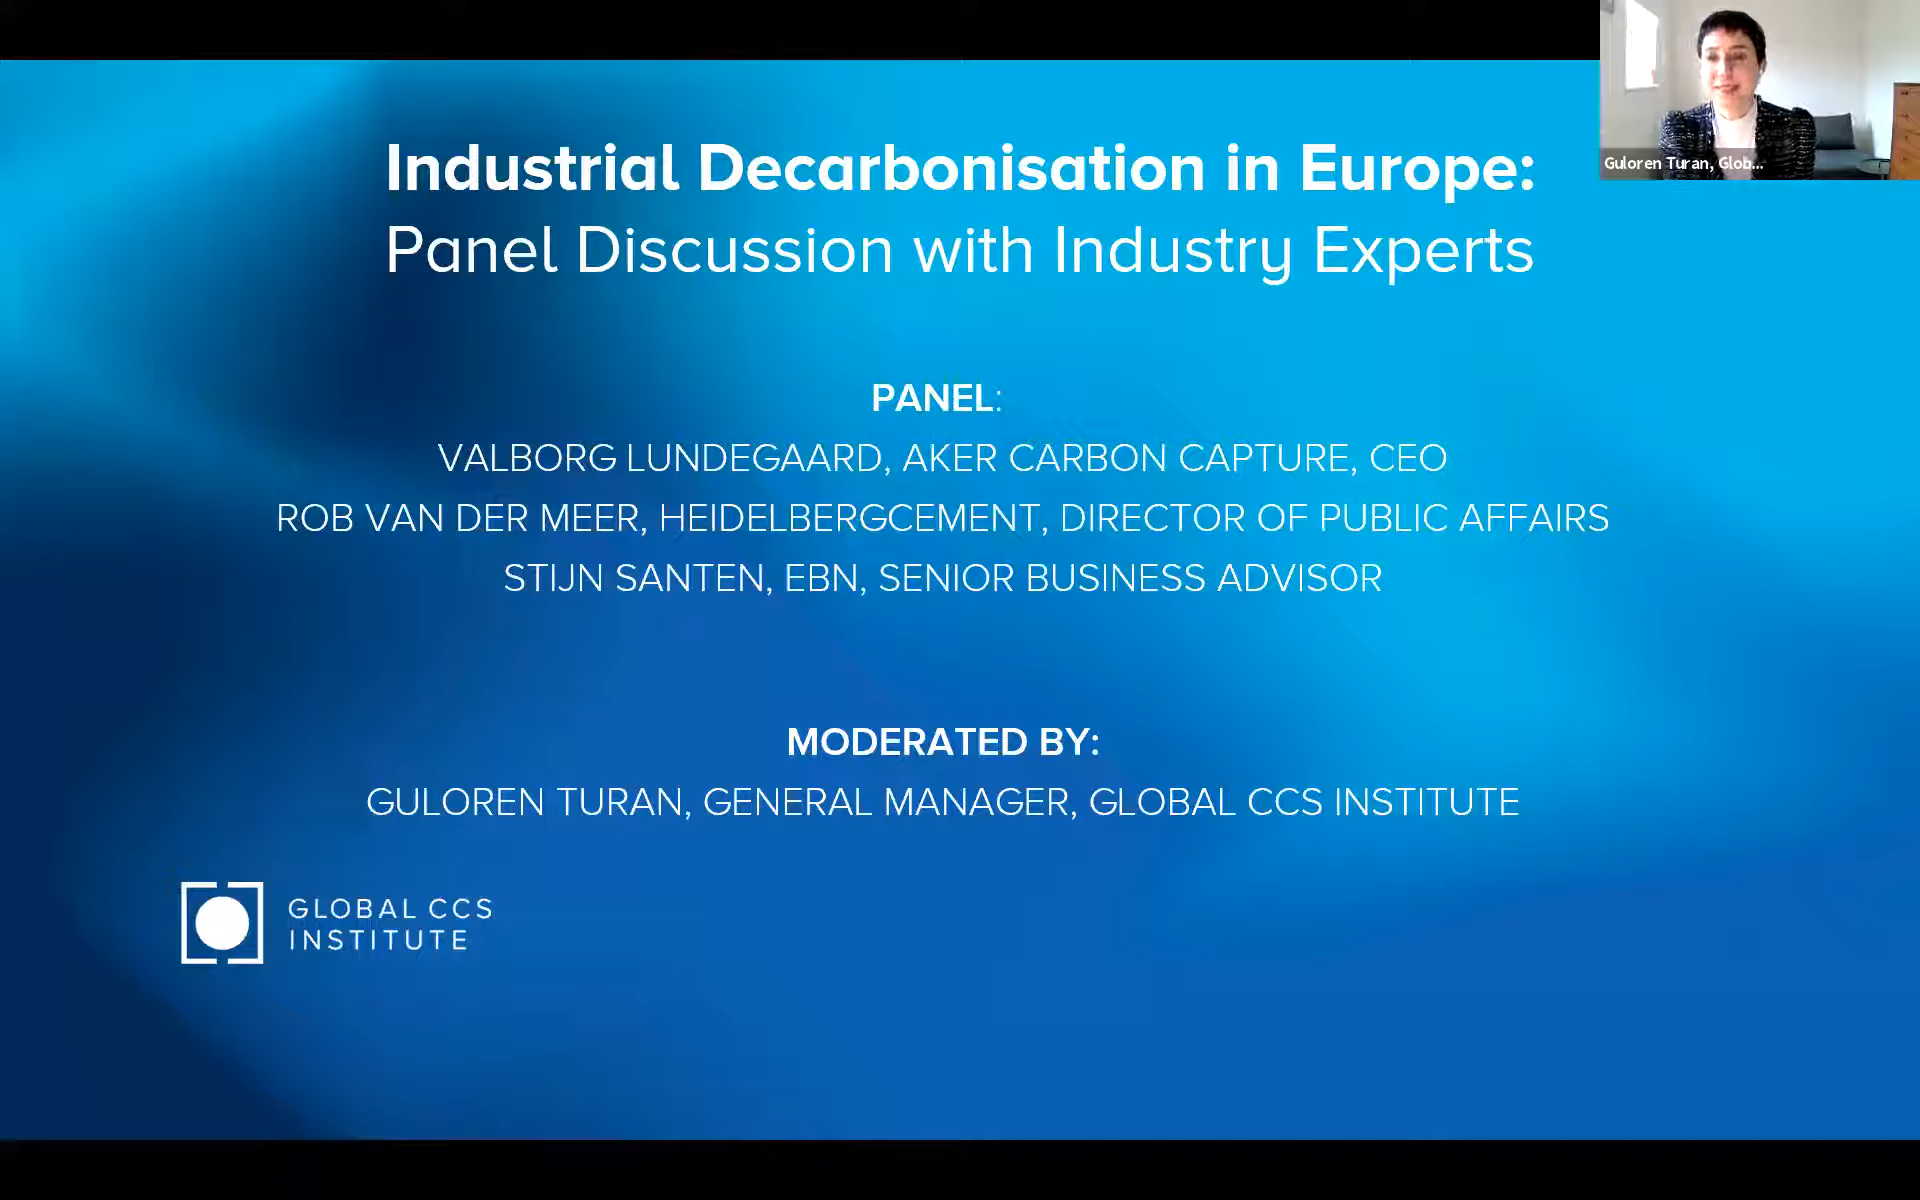 Industrial Decarbonisation in Europe:
Panel Discussion with Industry Experts
Guloren Turan, Glob...
PANEL:
VALBORG LUNDEGAARD, AKER CARBON CAPTURE, CEO
ROB VAN DER MEER, HEIDELBERGCEMENT, DIRECTOR OF PUBLIC AFFAIRS
STIJN SANTEN, EBN, SENIOR BUSINESS ADVISOR
MODERATED BY:
GULOREN TURAN, GENERAL MANAGER, GLOBAL CCS INSTITUTE
GLOBAL CCS
INSTITUTE